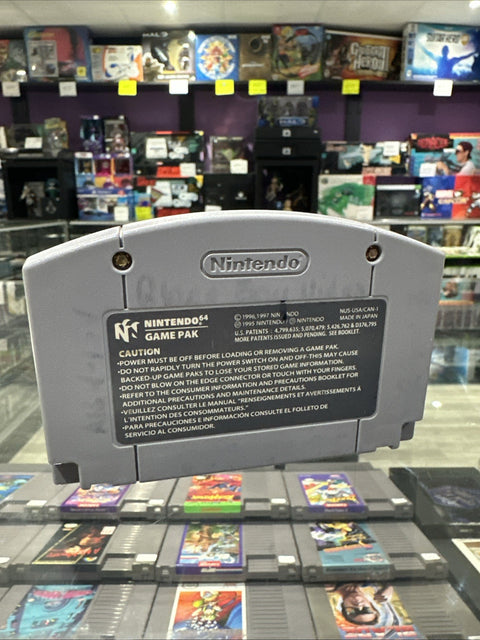 Nintendo
NINTENDO 64
GAME PAK
©1996,1997 NINTENDO
©1995 NINTENDO / © NINTENDO
NUS-USA/CAN-1
MADE IN JAPAN
U.S. PATENTS - 4,799,635; 5,070,479; 5,426,762 & D376,795
MORE PATENTS ISSUED AND PENDING. SEE BOOKLET.
CAUTION
•POWER MUST BE OFF BEFORE LOADING OR REMOVING A GAME PAK.
•DO NOT RAPIDLY TURN THE POWER SWITCH ON AND OFF-THIS MAY CAUSE
BACKED-UP GAME PAKS TO LOSE YOUR STORED GAME INFORMATION.
•DO NOT BLOW ON THE EDGE CONNECTOR OR TOUCH WITH YOUR FINGERS.
•REFER TO THE CONSUMER INFORMATION AND PRECAUTIONS BOOKLET FOR
ADDITIONAL PRECAUTIONS AND MAINTENANCE DETAILS.
•VEUILLEZ CONSULTER LE MANUAL "RENSEIGNEMENTS ET AVERTISSEMENTS À
L'INTENTION DES CONSOMMATEURS."
•PARA PRECAUCIONES E INFORMACIÓN CONSULTE EL FOLLETO DE
SERVICIO AL CONSUMIDOR.